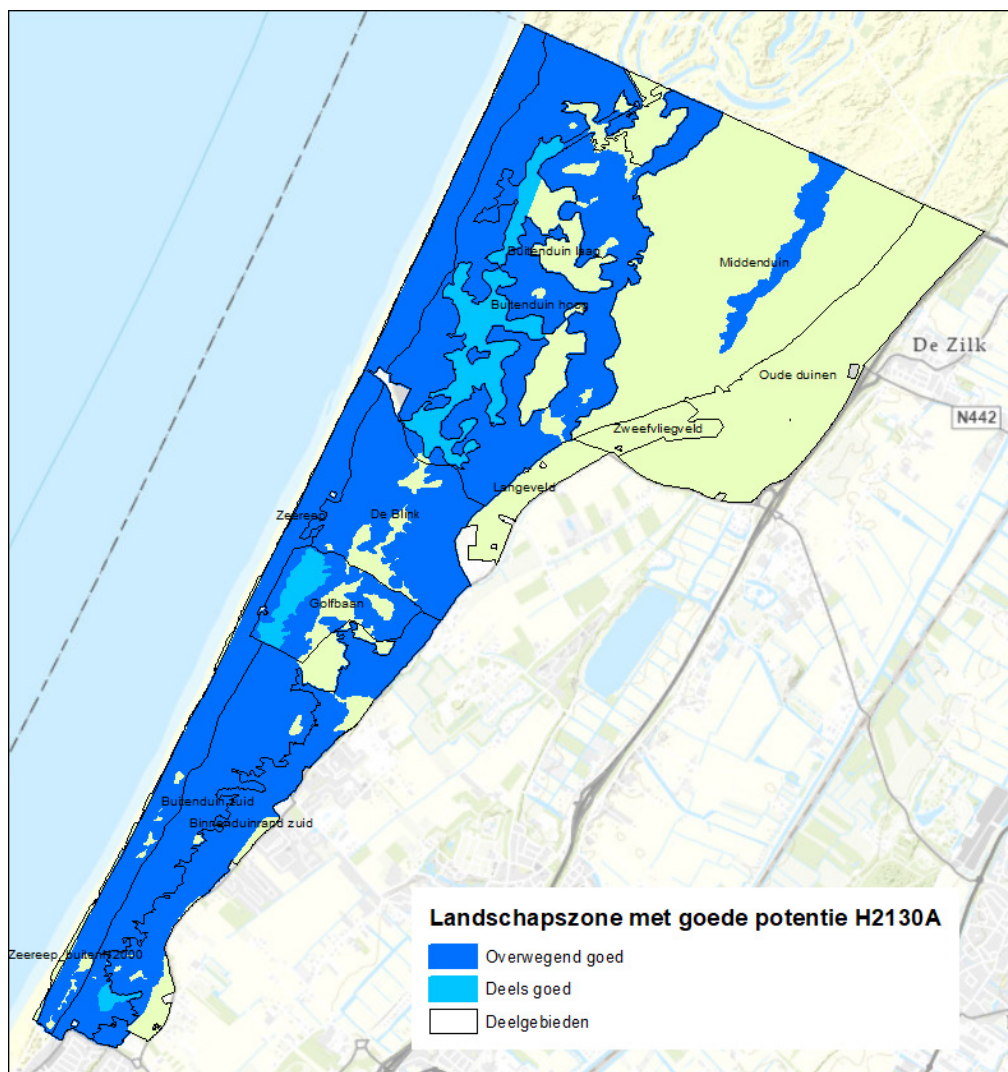 Buitenduin laag
Middenduin
Buitenduin hoog
De Zilk
Oude duinen
N442
Zweefvliegveld
Langeveld
Zeereep
De Blink
Golfbaan
Buitenduin zuid
Binnenduinrand zuid
Zeereep_buitenN2000
Landschapszone met goede potentie H2130A
Overwegend goed
Deels goed
Deelgebieden